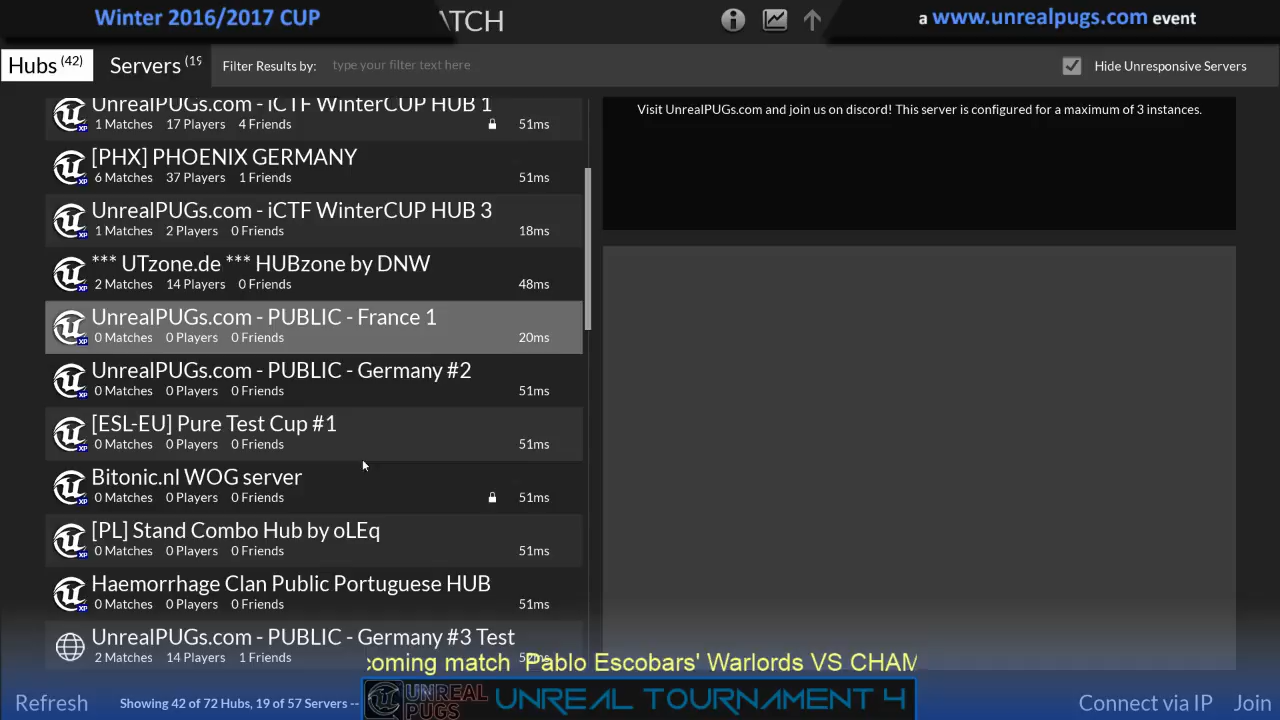 Winter 2016/2017 CUP
ATCH
a www.unrealpugs.com event
Hubs (42)
Servers (19
Filter Results by:
type your filter text here
Hide Unresponsive Servers
UnrealPUGs.com - iCTF WinterCUP HUB 1
1 Matches 17 Players 4 Friends 51ms
Visit UnrealPUGs.com and join us on discord! This server is configured for a maximum of 3 instances.
[PHX] PHOENIX GERMANY
6 Matches 37 Players 1 Friends 51ms
UnrealPUGs.com - iCTF WinterCUP HUB 3
1 Matches 2 Players 0 Friends 18ms
*** UTzone.de *** HUBzone by DNW
2 Matches 14 Players 0 Friends 48ms
UnrealPUGs.com - PUBLIC - France 1
0 Matches 0 Players 0 Friends 20ms
UnrealPUGs.com - PUBLIC - Germany #2
0 Matches 0 Players 0 Friends 51ms
[ESL-EU] Pure Test Cup #1
0 Matches 0 Players 0 Friends 51ms
Bitonic.nl WOG server
0 Matches 0 Players 0 Friends 51ms
[PL] Stand Combo Hub by oLEq
0 Matches 0 Players 0 Friends 51ms
Haemorrhage Clan Public Portuguese HUB
0 Matches 0 Players 0 Friends 51ms
UnrealPUGs.com - PUBLIC - Germany #3 Test
2 Matches 14 Players 1 Friends
coming match 'Pablo Escobars' Warlords VS CHAM
Refresh
Showing 42 of 72 Hubs, 19 of 57 Servers --
UNREAL PUGS
UNREAL TOURNAMENT 4
Connect via IP
Join